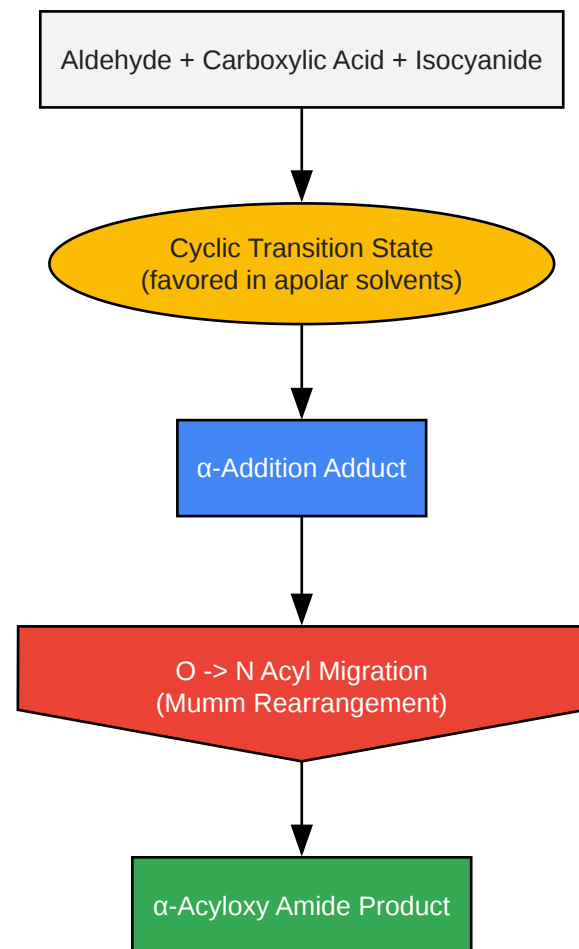 Aldehyde + Carboxylic Acid + Isocyanide
Cyclic Transition State
(favored in apolar solvents)
α-Addition Adduct
O -> N Acyl Migration
(Mumm Rearrangement)
α-Acyloxy Amide Product